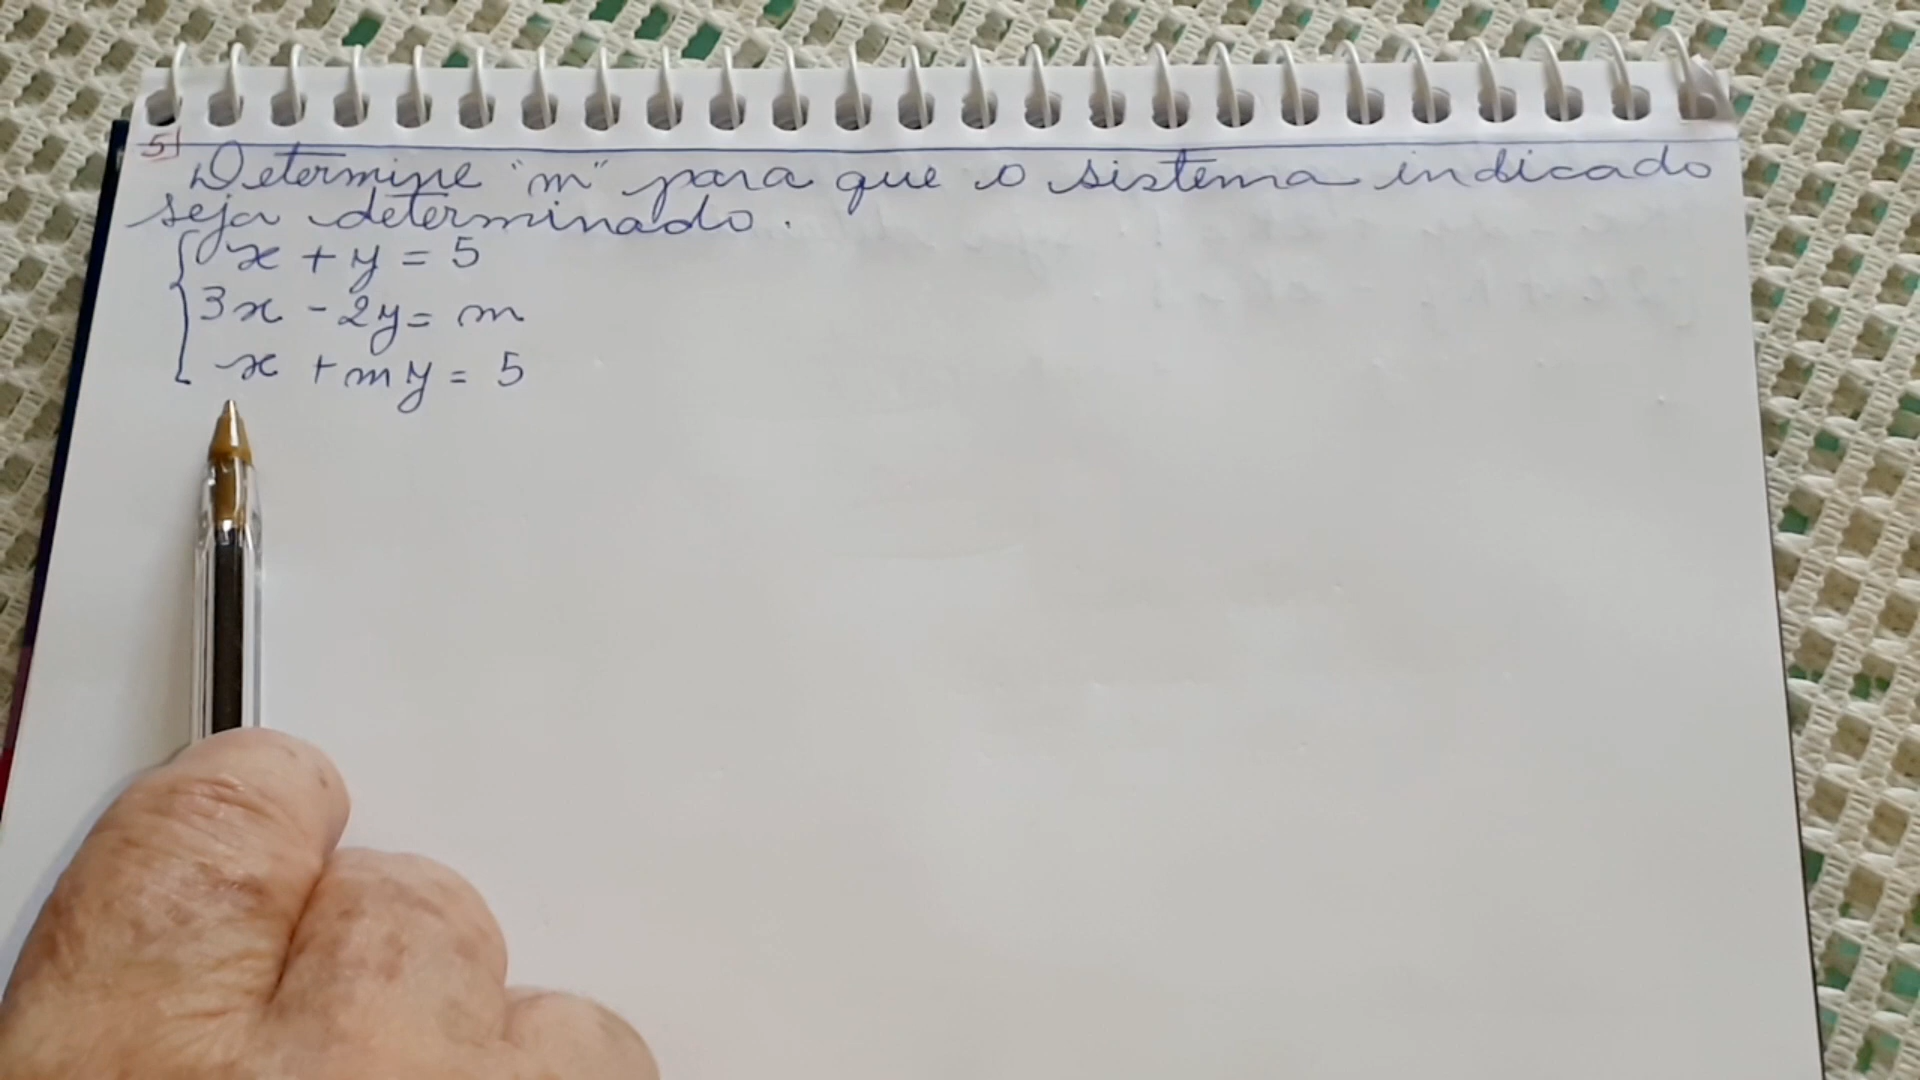 5)
Determine "m" para que o sistema indicado
seja determinado.
x + y = 5
3x - 2y = m
x + my = 5